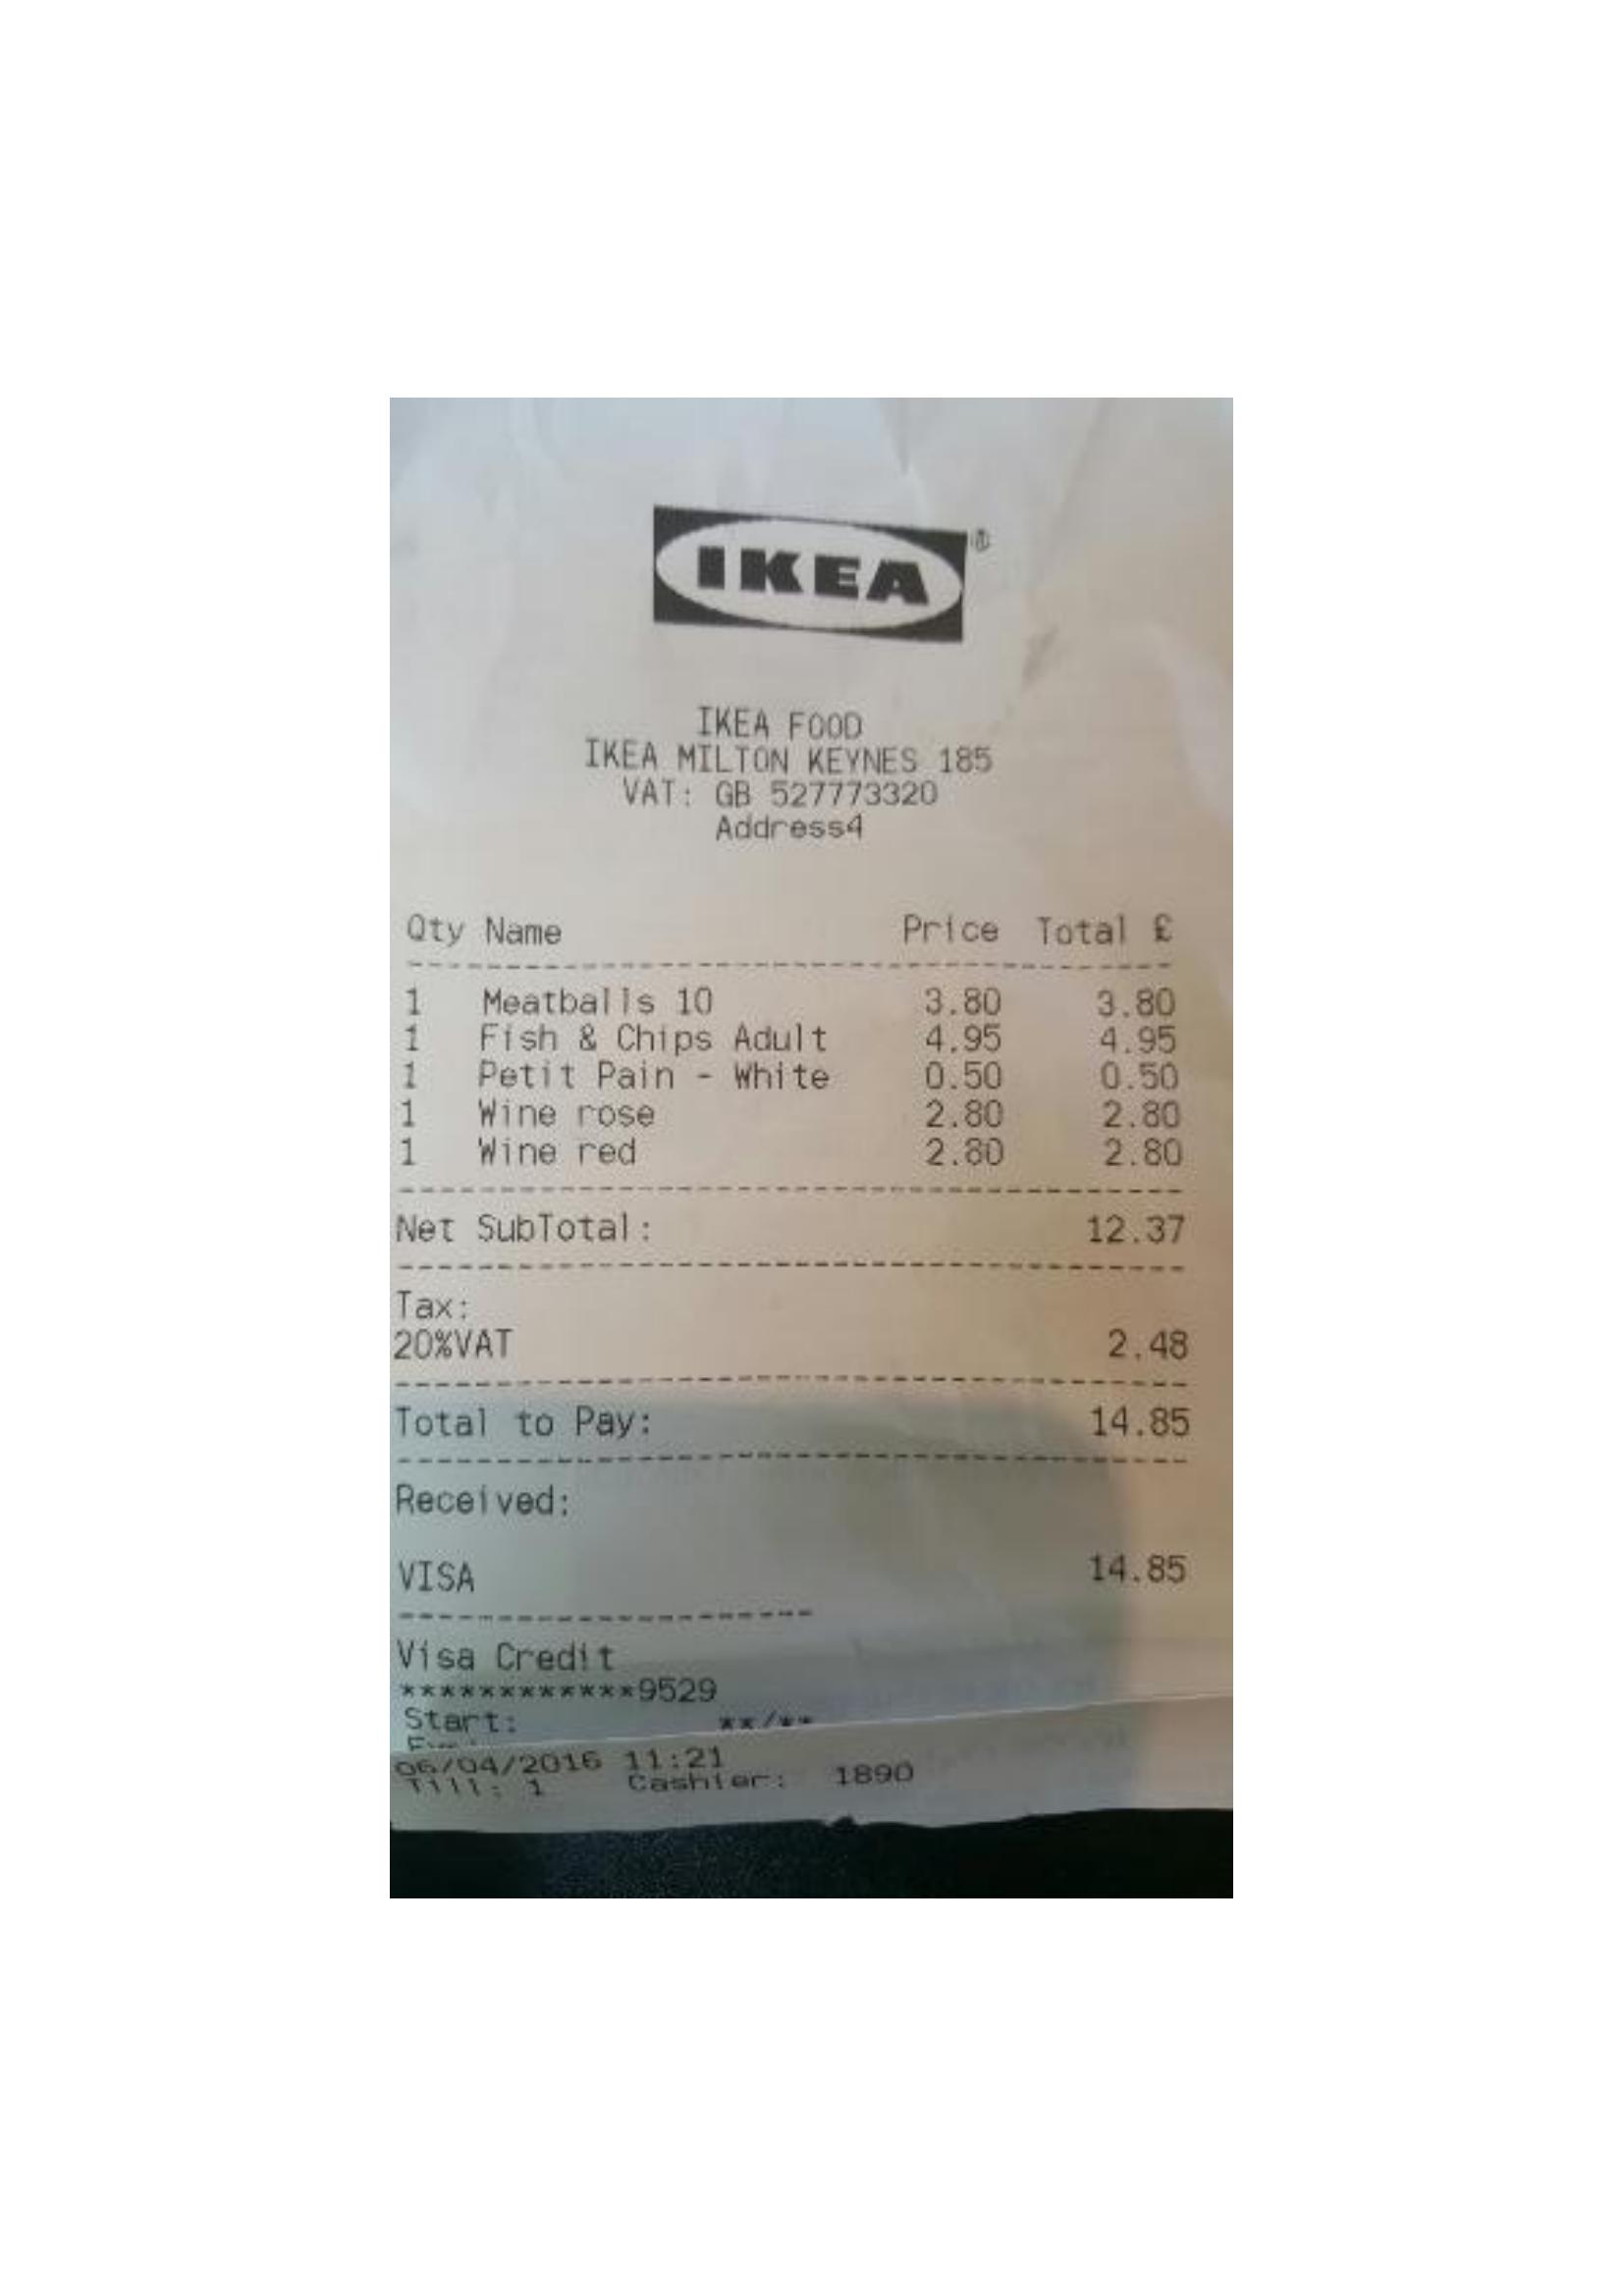 IKEA®
IKEA FOOD
IKEA MILTON KEYNES 185
VAT: GB 527773320
Address4
Qty Name Price Total £
1 Meatballs 10 3.80 3.80
1 Fish & Chips Adult 4.95 4.95
1 Petit Pain - White 0.50 0.50
1 Wine rose 2.80 2.80
1 Wine red 2.80 2.80
Net SubTotal: 12.37
Tax:
20%VAT 2.48
Total to Pay: 14.85
Received:
VISA 14.85
Visa Credit
************9529
Start: **/**
06/04/2016 11:21
Till: 1 Cashier: 1890